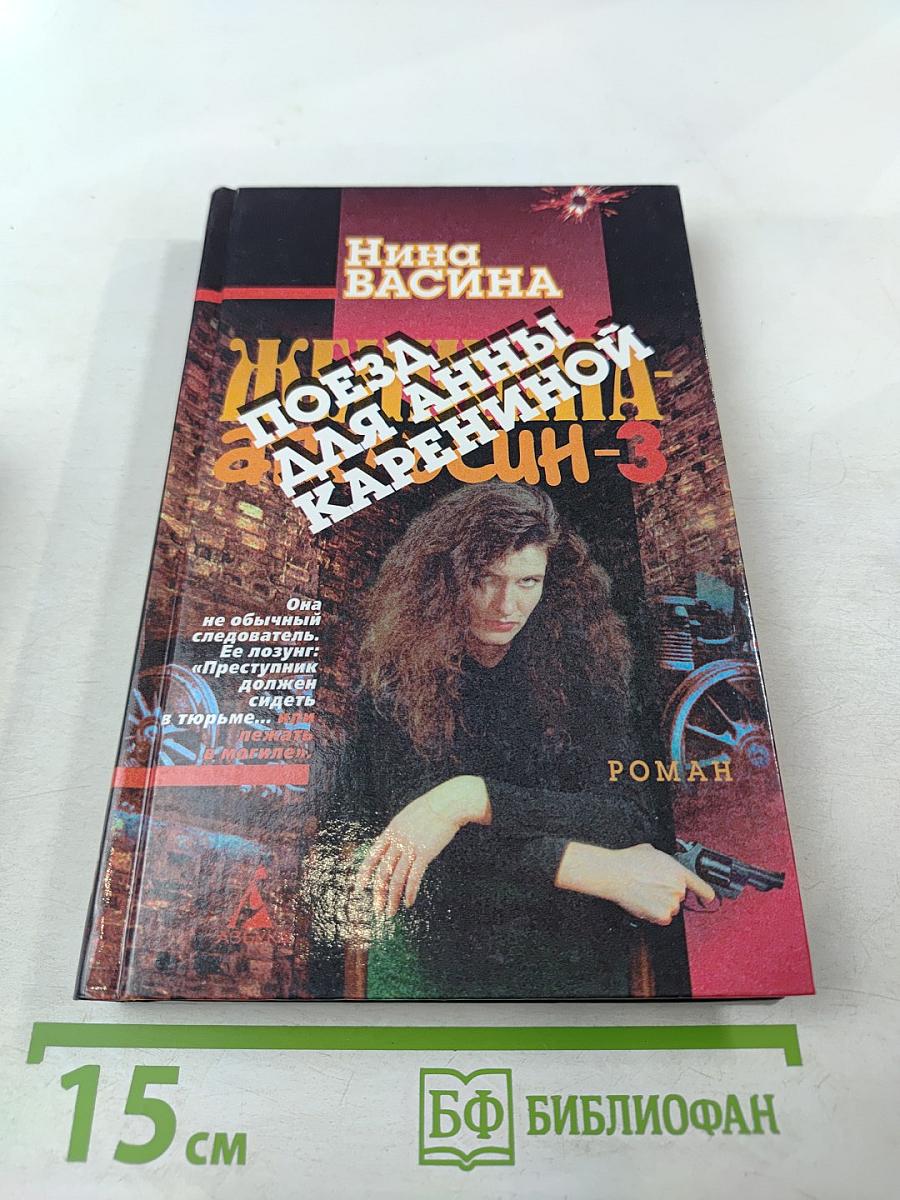 Нина
ВАСИНА
ПОЕЗД
ДЛЯ АННЫ
КАРЕНИНОЙ
-3
Она
не обычный
следователь.
Ее лозунг:
«Преступник
должен
сидеть
в тюрьме... или
лежать
в могиле».
РОМАН
15 см
БФ БИБЛИОФАН